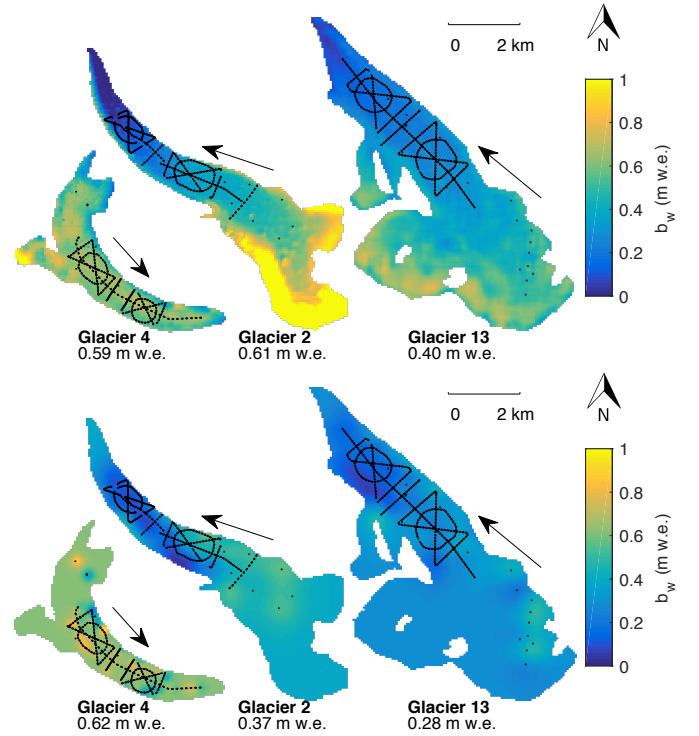 0 2 km
N
1
0.8
0.6
0.4
0.2
0
b_w (m w.e.)
Glacier 4
0.59 m w.e.
Glacier 2
0.61 m w.e.
Glacier 13
0.40 m w.e.
0 2 km
N
1
0.8
0.6
0.4
0.2
0
b_w (m w.e.)
Glacier 4
0.62 m w.e.
Glacier 2
0.37 m w.e.
Glacier 13
0.28 m w.e.